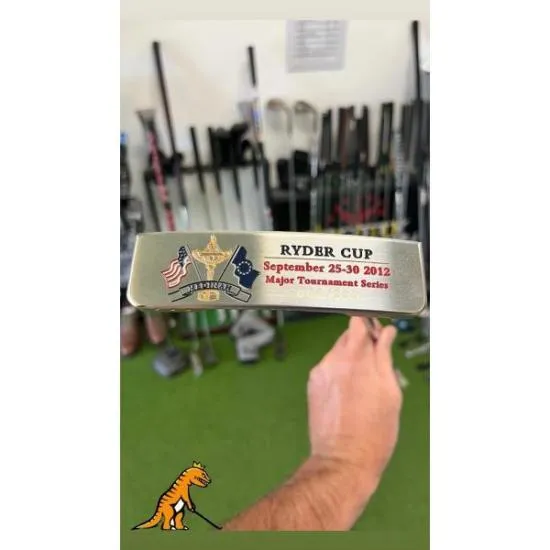 RYDER CUP
September 25-30 2012
Major Tournament Series